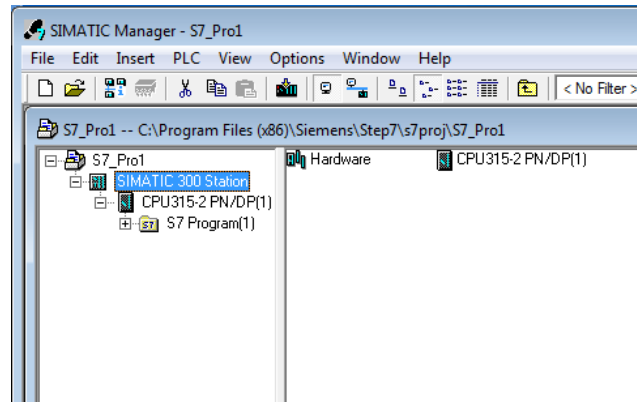 SIMATIC Manager - S7_Pro1
File Edit Insert PLC View Options Window Help
< No Filter >
S7_Pro1 -- C:\Program Files (x86)\Siemens\Step7\s7proj\S7_Pro1
S7_Pro1
Hardware
CPU315-2 PN/DP(1)
SIMATIC 300 Station
CPU315-2 PN/DP(1)
S7 Program(1)